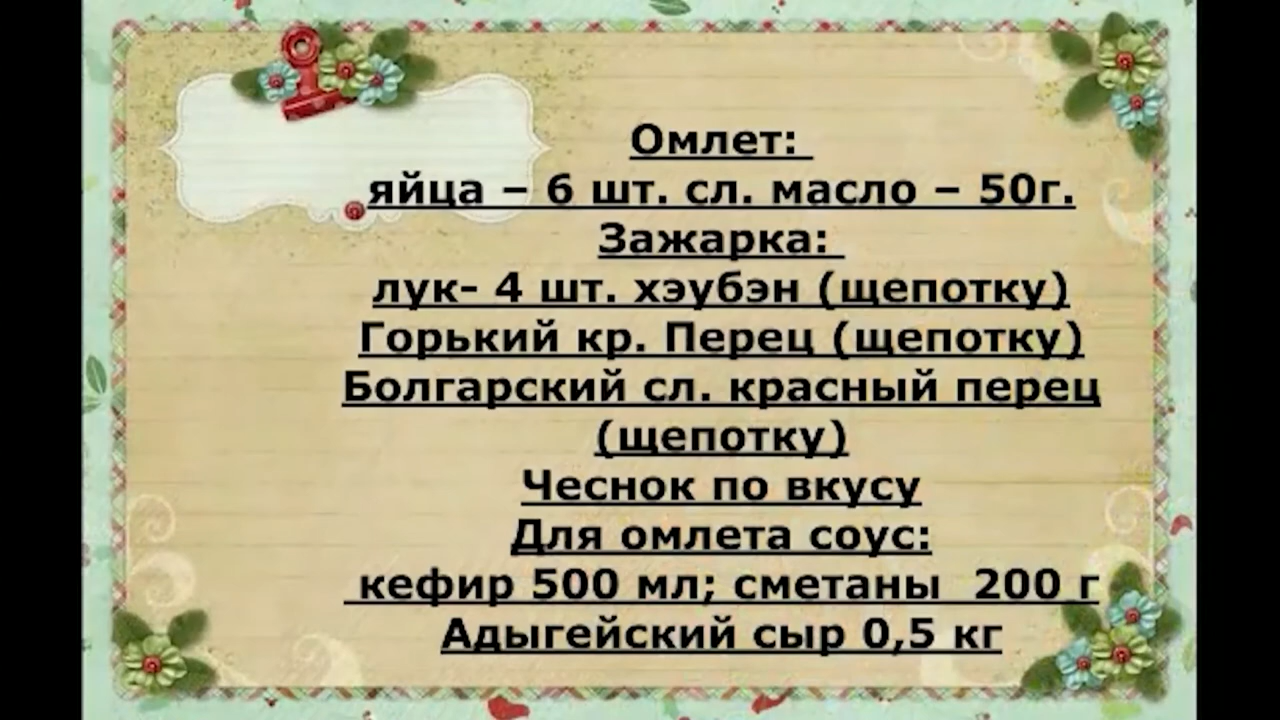 Омлет:
яйца – 6 шт. сл. масло – 50г.
Зажарка:
лук- 4 шт. хэубэн (щепотку)
Горький кр. Перец (щепотку)
Болгарский сл. красный перец
(щепотку)
Чеснок по вкусу
Для омлета соус:
кефир 500 мл; сметаны  200 г
Адыгейский сыр 0,5 кг